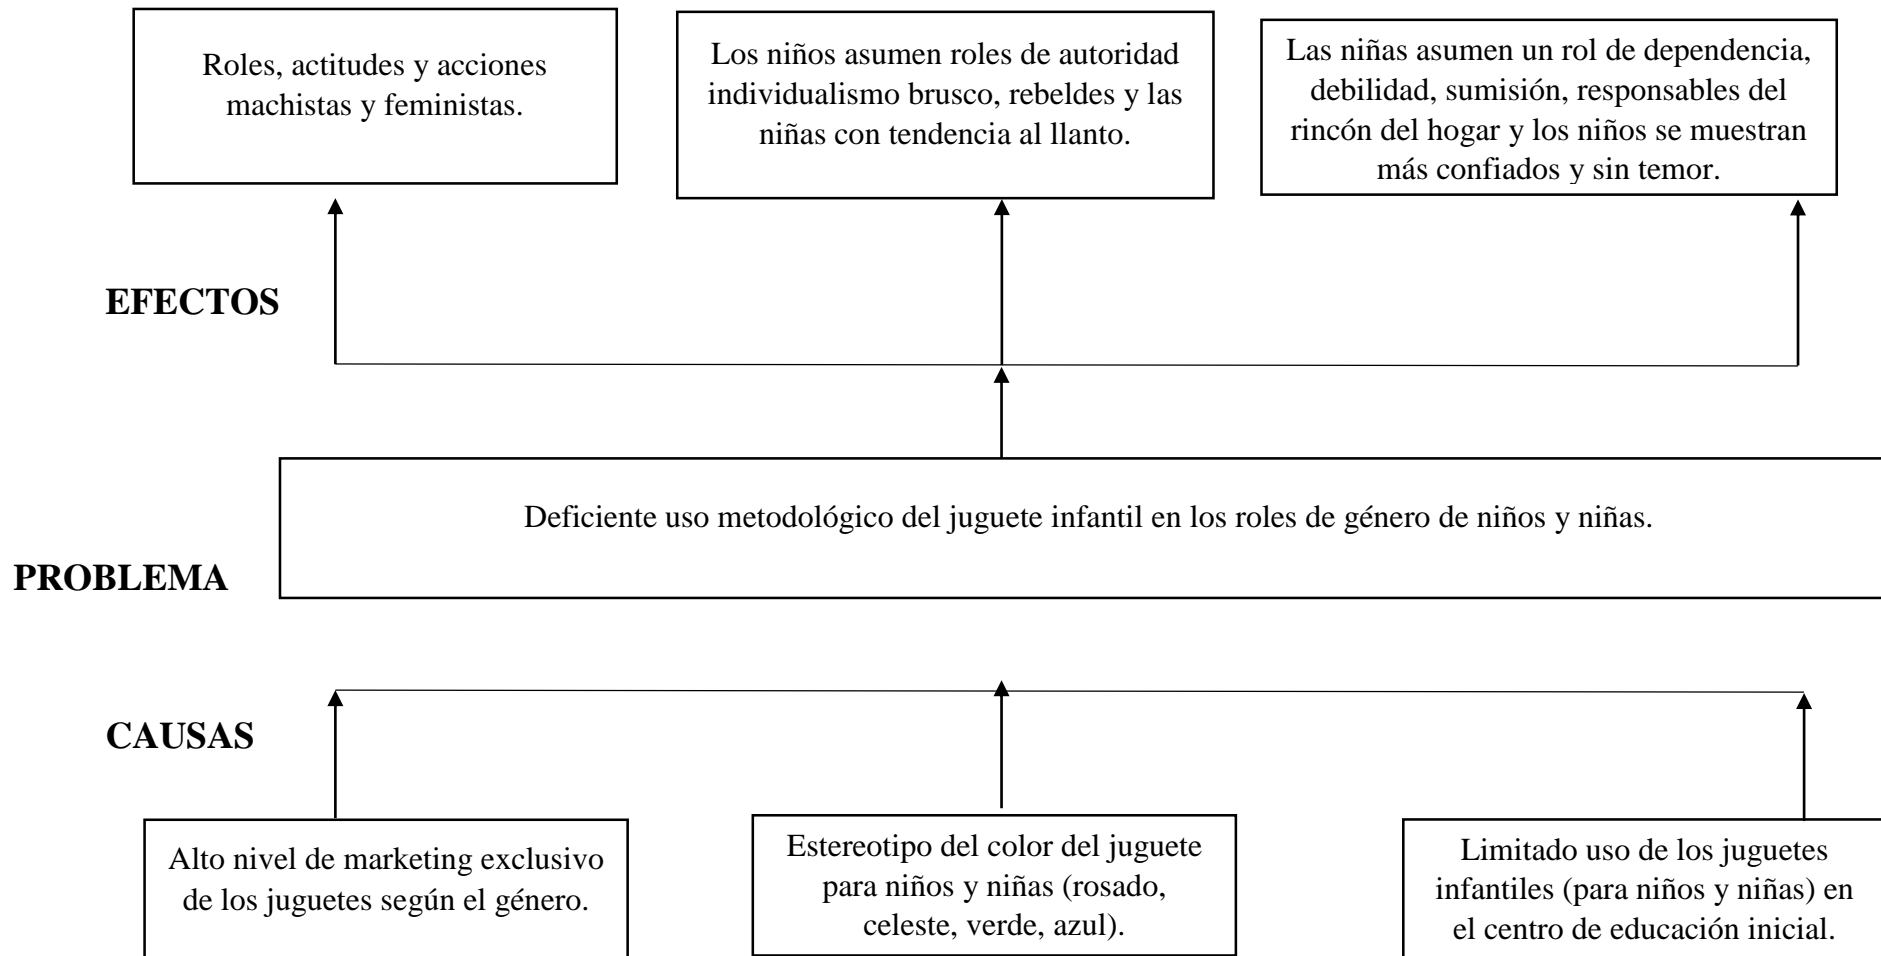 Roles, actitudes y acciones
machistas y feministas.
Los niños asumen roles de autoridad
individualismo brusco, rebeldes y las
niñas con tendencia al llanto.
Las niñas asumen un rol de dependencia,
debilidad, sumisión, responsables del
rincón del hogar y los niños se muestran
más confiados y sin temor.
EFECTOS
Deficiente uso metodológico del juguete infantil en los roles de género de niños y niñas.
PROBLEMA
CAUSAS
Alto nivel de marketing exclusivo
de los juguetes según el género.
Estereotipo del color del juguete
para niños y niñas (rosado,
celeste, verde, azul).
Limitado uso de los juguetes
infantiles (para niños y niñas) en
el centro de educación inicial.